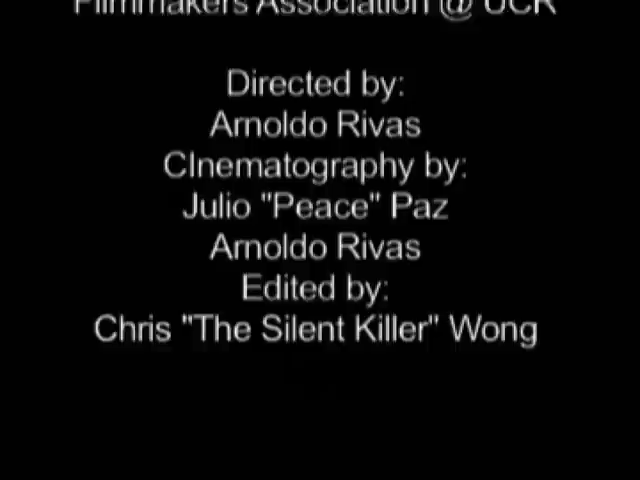 Filmmakers Association @ UCR
Directed by:
Arnoldo Rivas
CInematography by:
Julio "Peace" Paz
Arnoldo Rivas
Edited by:
Chris "The Silent Killer" Wong